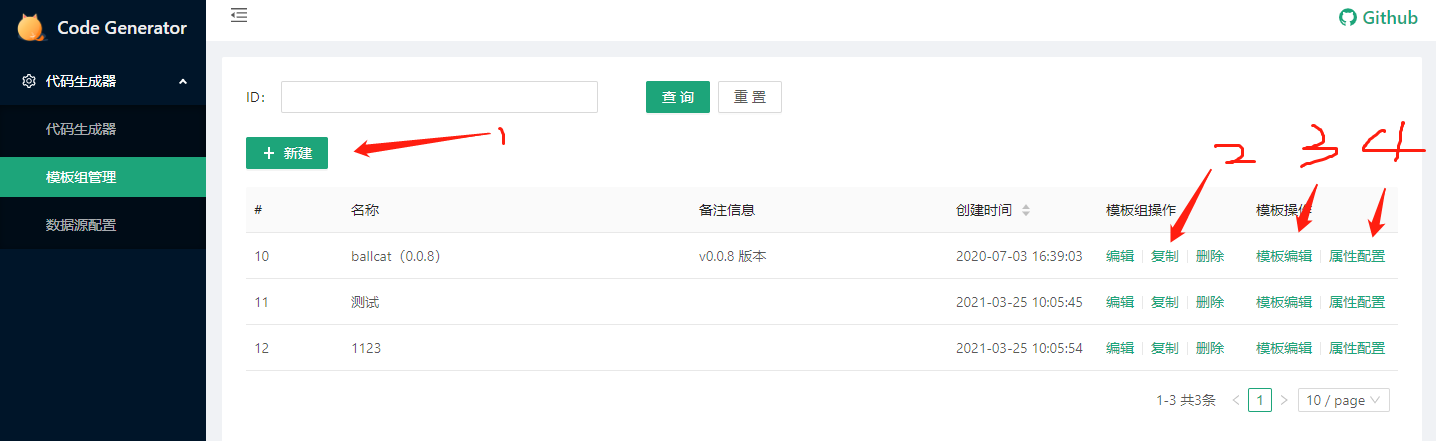 Code Generator
Github
代码生成器
代码生成器
模板组管理
数据源配置
ID:
查 询
重 置
+ 新建
1
2
3
4
# 名称 备注信息 创建时间 模板组操作 模板操作
10 ballcat（0.0.8） v0.0.8 版本 2020-07-03 16:39:03 编辑 复制 删除 模板编辑 属性配置
11 测试 2021-03-25 10:05:45 编辑 复制 删除 模板编辑 属性配置
12 1123 2021-03-25 10:05:54 编辑 复制 删除 模板编辑 属性配置
1-3 共3条 < 1 > 10 / page